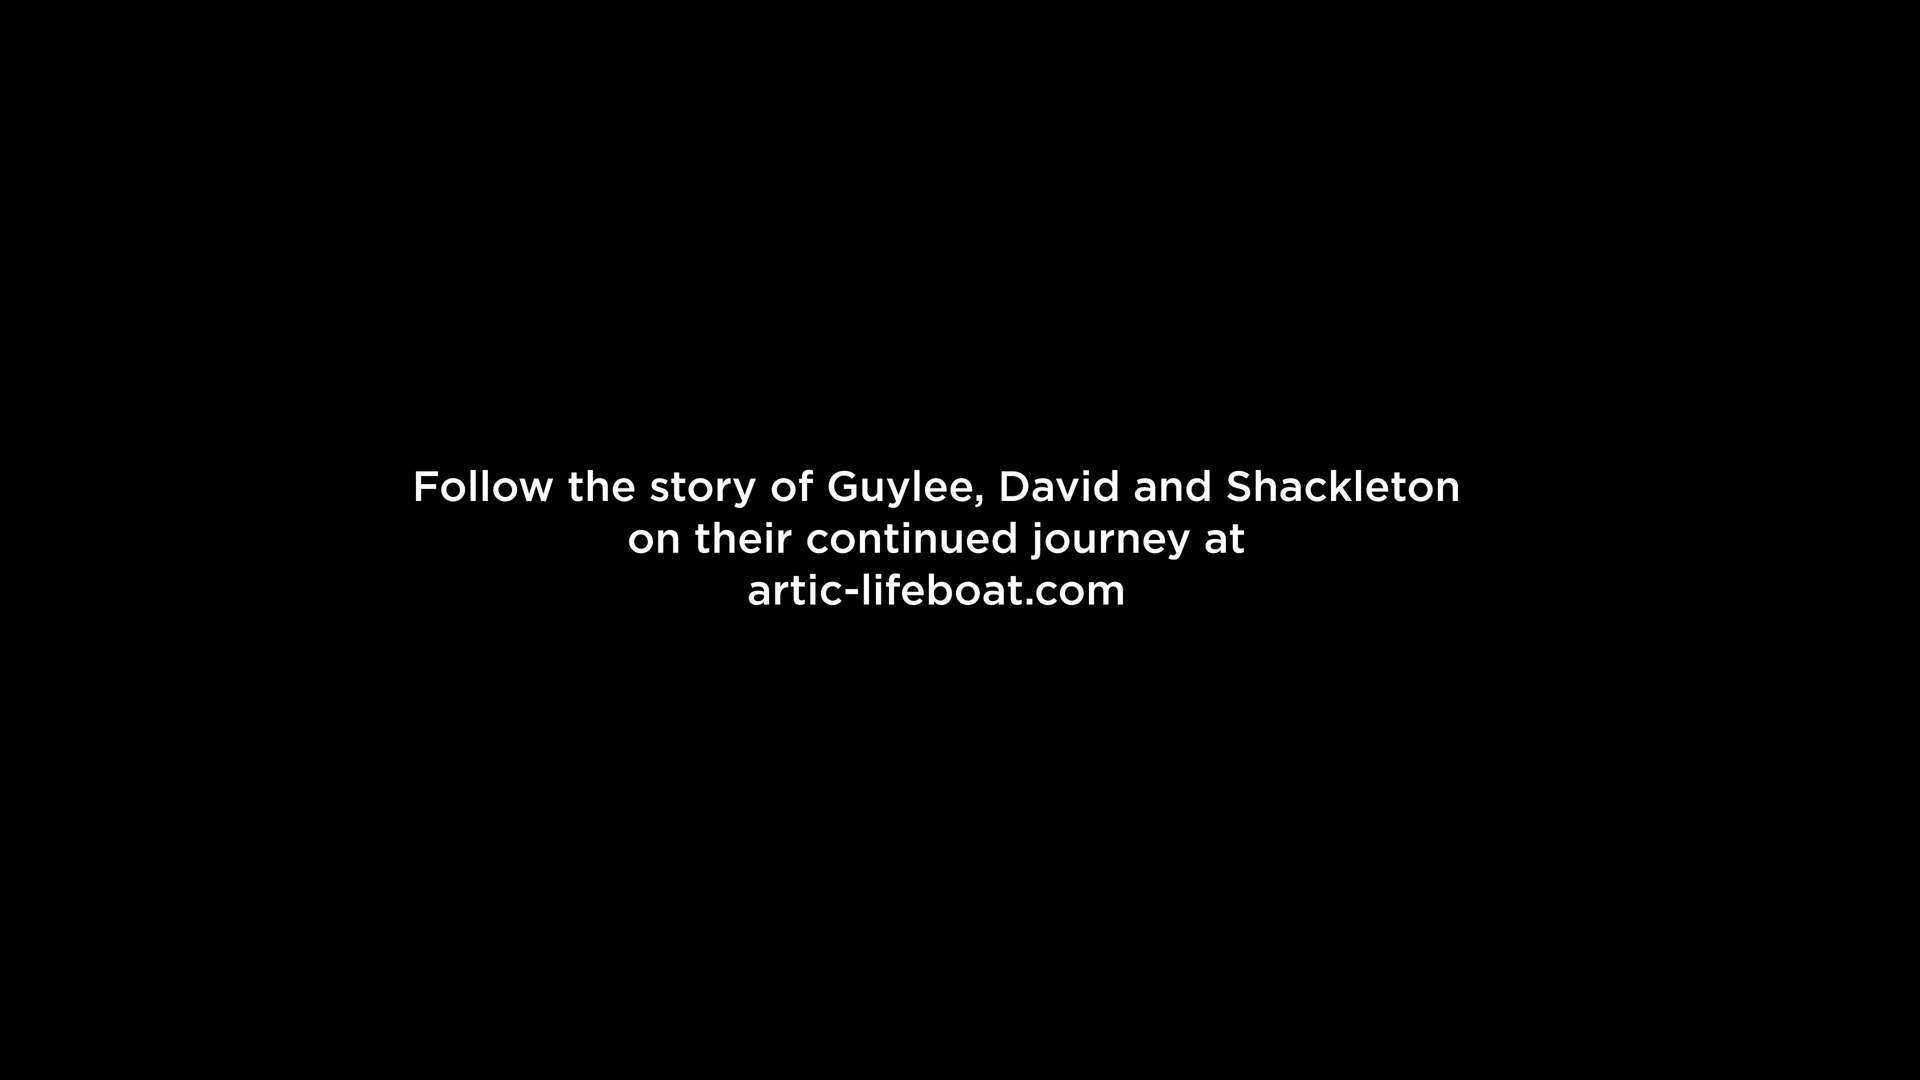 Follow the story of Guylee, David and Shackleton
on their continued journey at
artic-lifeboat.com